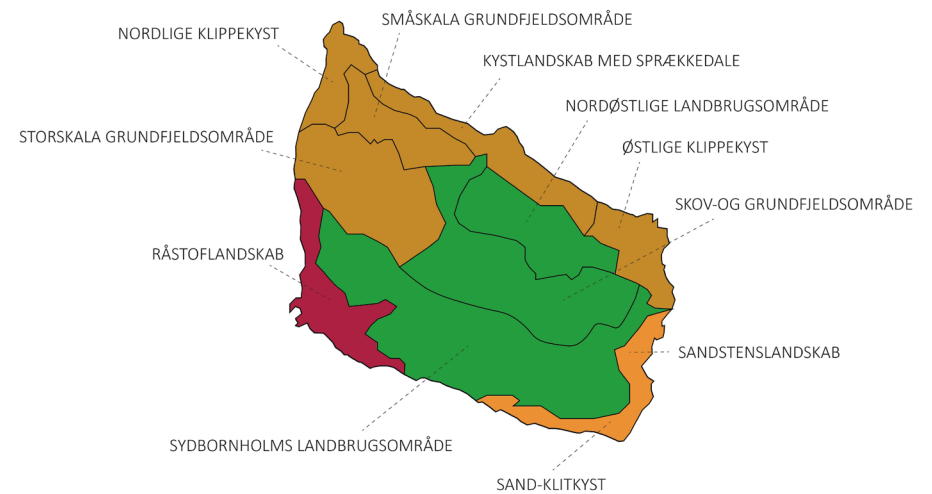 SMÅSKALA GRUNDFJELDSOMRÅDE
NORDLIGE KLIPPEKYST
KYSTLANDSKAB MED SPRÆKKEDALE
NORDØSTLIGE LANDBRUGSOMRÅDE
STORSKALA GRUNDFJELDSOMRÅDE
ØSTLIGE KLIPPEKYST
SKOV-OG GRUNDFJELDSOMRÅDE
RÅSTOFLANDSKAB
SANDSTENSLANDSKAB
SYDBORNHOLMS LANDBRUGSOMRÅDE
SAND-KLITKYST